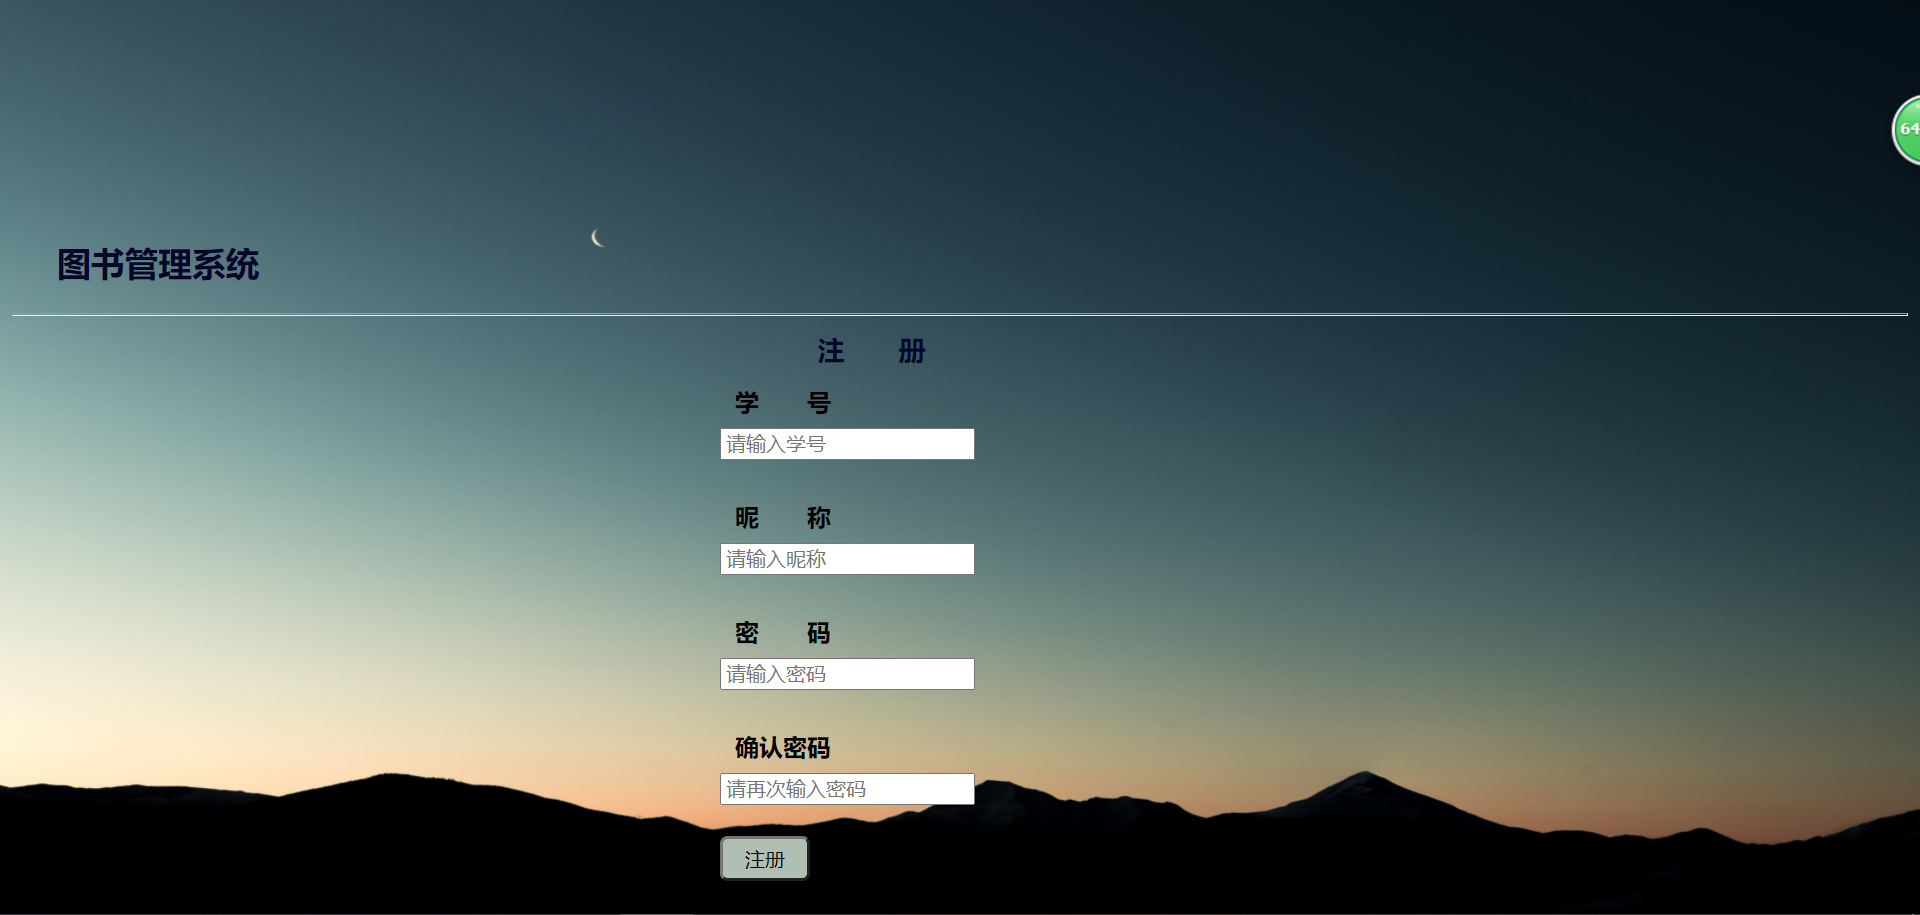 64
图书管理系统
注 册
学 号
请输入学号
昵 称
请输入昵称
密 码
请输入密码
确认密码
请再次输入密码
注册